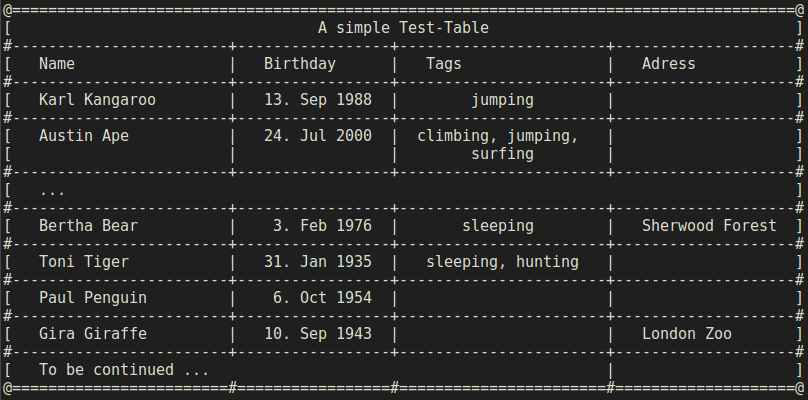 @=======================================================================================@
[                                  A simple Test-Table                                  ]
#------------------------+-----------------+-----------------------+--------------------#
[   Name                 |   Birthday      |   Tags                |   Adress           ]
#------------------------+-----------------+-----------------------+--------------------#
[   Karl Kangaroo        |   13. Sep 1988  |        jumping        |                    ]
#------------------------+-----------------+-----------------------+--------------------#
[   Austin Ape           |   24. Jul 2000  |  climbing, jumping,   |                    ]
[                        |                 |        surfing        |                    ]
#------------------------+-----------------+-----------------------+--------------------#
[   ...                                                                                 ]
#------------------------+-----------------+-----------------------+--------------------#
[   Bertha Bear          |    3. Feb 1976  |       sleeping        |   Sherwood Forest  ]
#------------------------+-----------------+-----------------------+--------------------#
[   Toni Tiger           |   31. Jan 1935  |   sleeping, hunting   |                    ]
#------------------------+-----------------+-----------------------+--------------------#
[   Paul Penguin         |    6. Oct 1954  |                       |                    ]
#------------------------+-----------------+-----------------------+--------------------#
[   Gira Giraffe         |   10. Sep 1943  |                       |   London Zoo       ]
#------------------------+-----------------+-----------------------+--------------------#
[   To be continued ...                                            |                    ]
@========================#=================#=======================#====================@